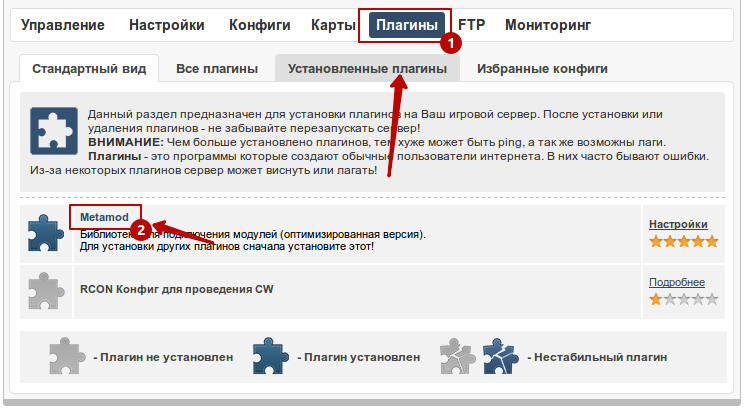 Управление Настройки Конфиги Карты Плагины FTP Мониторинг
1
Стандартный вид Все плагины Установленные плагины Избранные конфиги
Данный раздел предназначен для установки плагинов на Ваш игровой сервер. После установки или
удаления плагинов - не забывайте перезапускать сервер!
ВНИМАНИЕ: Чем больше установлено плагинов, тем хуже может быть ping, а так же возможны лаги.
Плагины - это программы которые создают обычные пользователи интернета. В них часто бывают ошибки.
Из-за некоторых плагинов сервер может виснуть или лагать!
Metamod
2
Настройки
Библиотека для подключения модулей (оптимизированная версия).
Для установки других плагинов сначала установите этот!
RCON Конфиг для проведения CW
Подробнее
- Плагин не установлен - Плагин установлен - Нестабильный плагин